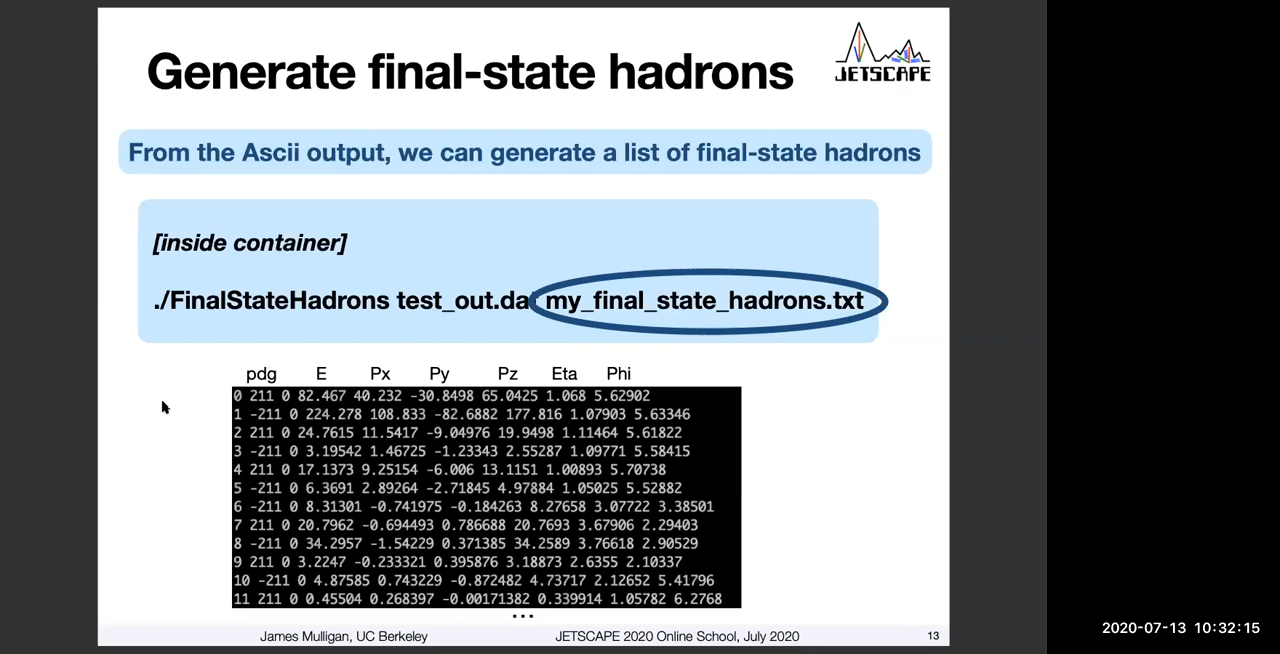 Generate final-state hadrons
JETSCAPE
From the Ascii output, we can generate a list of final-state hadrons
[inside container]
./FinalStateHadrons test_out.da my_final_state_hadrons.txt
pdg E Px Py Pz Eta Phi
0 211 0 82.467 40.232 -30.8498 65.0425 1.068 5.62902
1 -211 0 224.278 108.833 -82.6882 177.816 1.07903 5.63346
2 211 0 24.7615 11.5417 -9.04976 19.9498 1.11464 5.61822
3 -211 0 3.19542 1.46725 -1.23343 2.55287 1.09771 5.58415
4 211 0 17.1373 9.25154 -6.006 13.1151 1.00893 5.70738
5 -211 0 6.3691 2.89264 -2.71845 4.97884 1.05025 5.52882
6 -211 0 8.31301 -0.741975 -0.184263 8.27658 3.07722 3.38501
7 211 0 20.7962 -0.694493 0.786688 20.7693 3.67906 2.29403
8 -211 0 34.2957 -1.54229 0.371385 34.2589 3.76618 2.90529
9 211 0 3.2247 -0.233321 0.395876 3.18873 2.6355 2.10337
10 -211 0 4.87585 0.743229 -0.872482 4.73717 2.12652 5.41796
11 211 0 0.45504 0.268397 -0.00171382 0.339914 1.05782 6.2768
...
James Mulligan, UC Berkeley JETSCAPE 2020 Online School, July 2020 13
2020-07-13 10:32:15